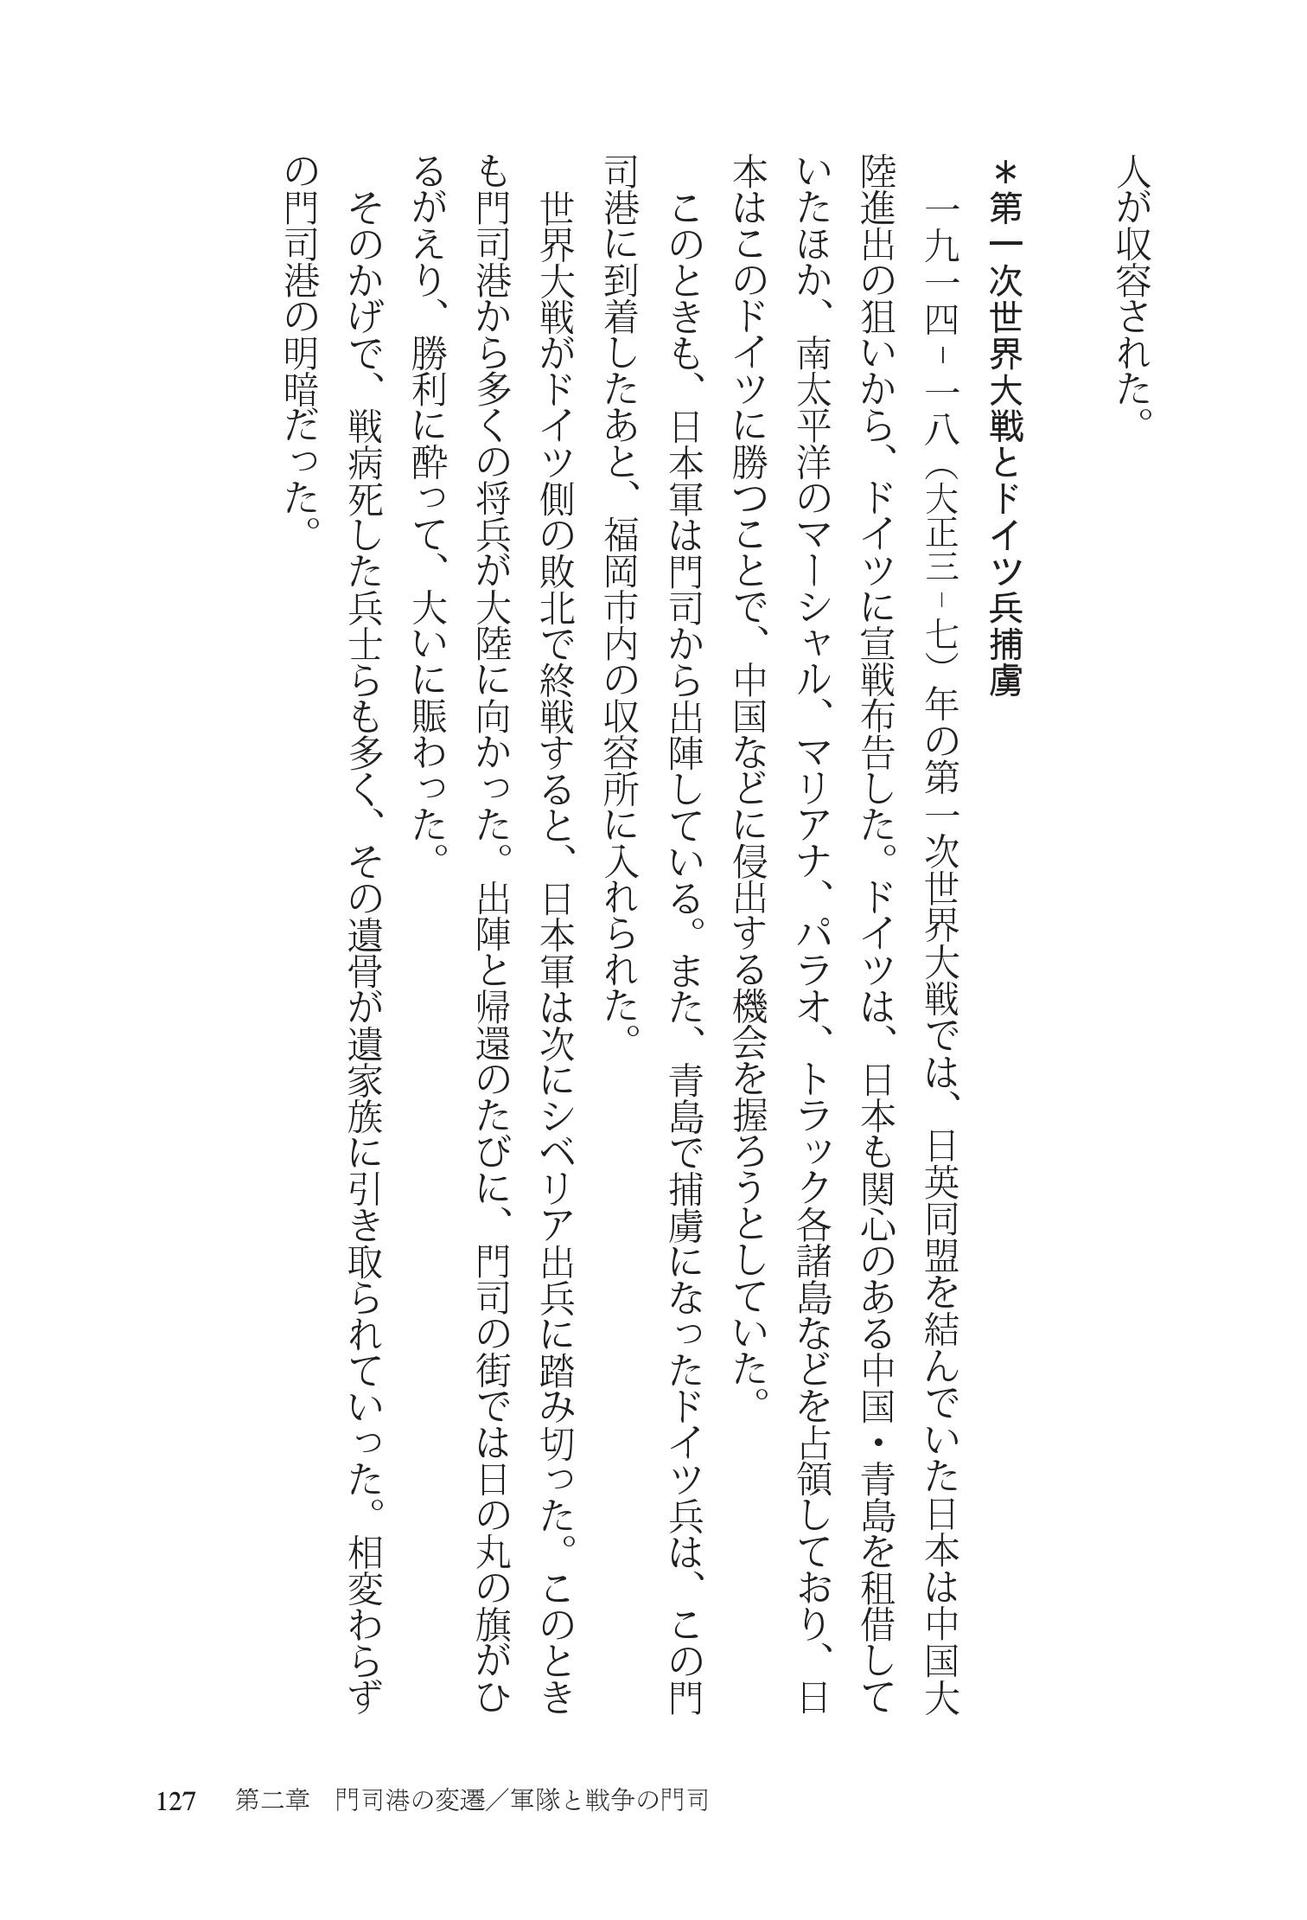 人が収容された。
＊第一次世界大戦とドイツ兵捕虜
一九一四－一八（大正三－七）年の第一次世界大戦では、日英同盟を結んでいた日本は中国大
陸進出の狙いから、ドイツに宣戦布告した。ドイツは、日本も関心のある中国・青島を租借して
いたほか、南太平洋のマーシャル、マリアナ、パラオ、トラック各諸島などを占領しており、日
本はこのドイツに勝つことで、中国などに侵出する機会を握ろうとしていた。
このときも、日本軍は門司から出陣している。また、青島で捕虜になったドイツ兵は、この門
司港に到着したあと、福岡市内の収容所に入れられた。
世界大戦がドイツ側の敗北で終戦すると、日本軍は次にシベリア出兵に踏み切った。このとき
も門司港から多くの将兵が大陸に向かった。出陣と帰還のたびに、門司の街では日の丸の旗がひ
るがえり、勝利に酔って、大いに賑わった。
そのかげで、戦病死した兵士らも多く、その遺骨が遺家族に引き取られていった。相変わらず
の門司港の明暗だった。
127 第二章　門司港の変遷／軍隊と戦争の門司